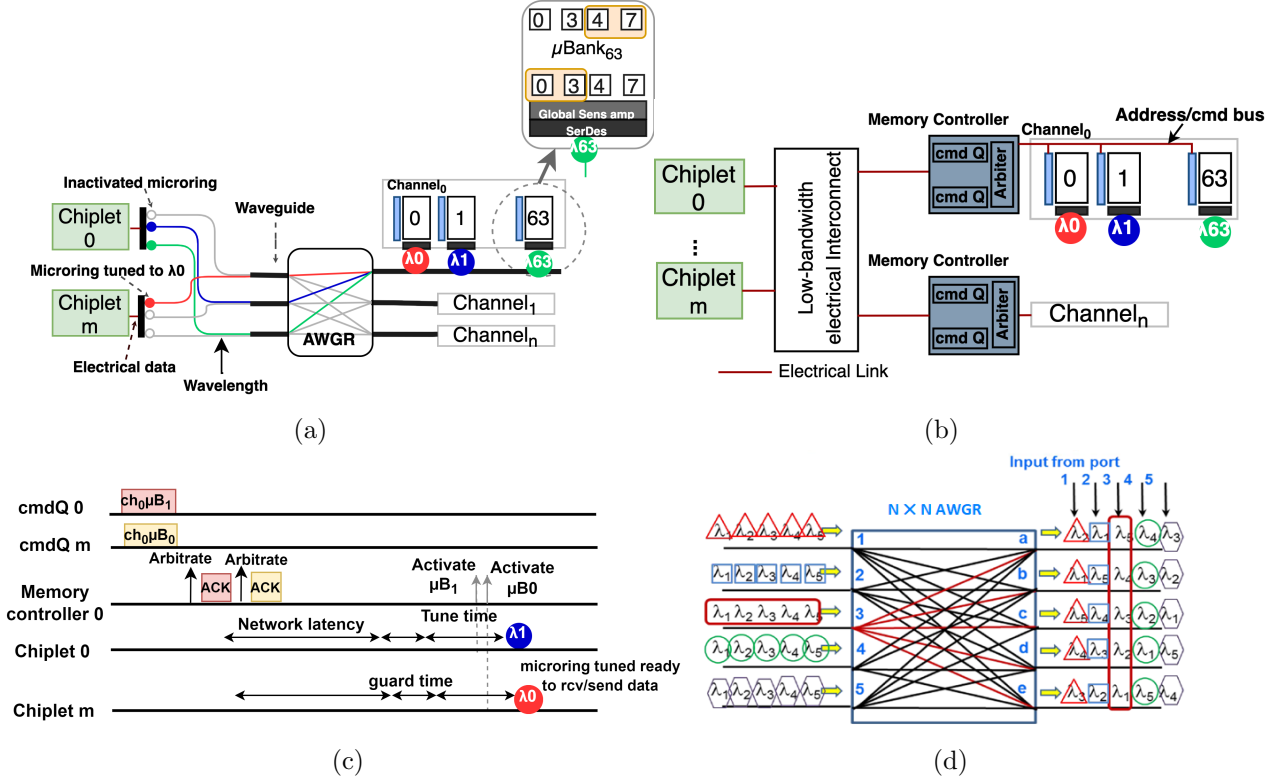 0 3 4 7
μBank63
0 3 4 7
Global Sens amp
SerDes
λ63
Inactivated microring
Chiplet
0
Waveguide
Channel0
0 1 63
λ0 λ1 λ63
Microring tuned to λ0
Chiplet
m
AWGR
Channel1
Channeln
Electrical data
Wavelength
(a)
Address/cmd bus
Memory Controller
Channel0
cmd Q
cmd Q
Arbiter
0 1 63
λ0 λ1 λ63
Chiplet
0
...
Chiplet
m
Low-bandwidth
electrical Interconnect
Memory Controller
cmd Q
cmd Q
Arbiter
Channeln
Electrical Link
(b)
cmdQ 0
ch0μB1
cmdQ m
ch0μB0
Arbitrate Arbitrate
ACK ACK
Activate
μB1
Activate
μB0
Memory
controller 0
Network latency
Tune time
λ1
Chiplet 0
microring tuned ready
to rcv/send data
guard time
λ0
Chiplet m
(c)
Input from port
1 2 3 4 5
N × N AWGR
λ1 λ2 λ3 λ4 λ5 1 a λ2 λ1 λ5 λ4 λ3
λ1 λ2 λ3 λ4 λ5 2 b λ1 λ5 λ4 λ3 λ2
λ1 λ2 λ3 λ4 λ5 3 c λ5 λ4 λ3 λ2 λ1
λ1 λ2 λ3 λ4 λ5 4 d λ4 λ3 λ2 λ1 λ5
λ1 λ2 λ3 λ4 λ5 5 e λ3 λ2 λ1 λ5 λ4
(d)